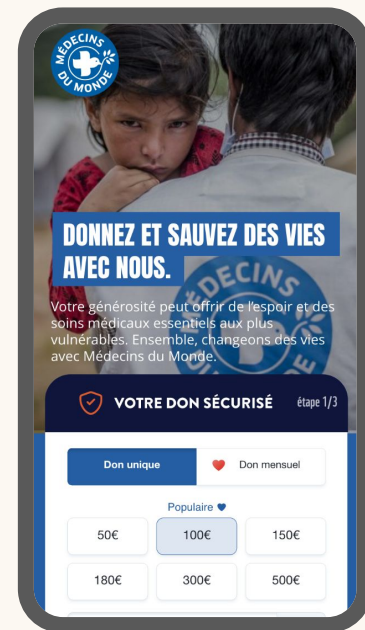 MÉDECINS
DU MONDE
DONNEZ ET SAUVEZ DES VIES
AVEC NOUS.
Votre générosité peut offrir de l'espoir et des
soins médicaux essentiels aux plus
vulnérables. Ensemble, changeons des vies
avec Médecins du Monde.
DECINS
VOTRE DON SÉCURISÉ étape 1/3
Don unique ♥ Don mensuel
Populaire ♥
50€ 100€ 150€
180€ 300€ 500€